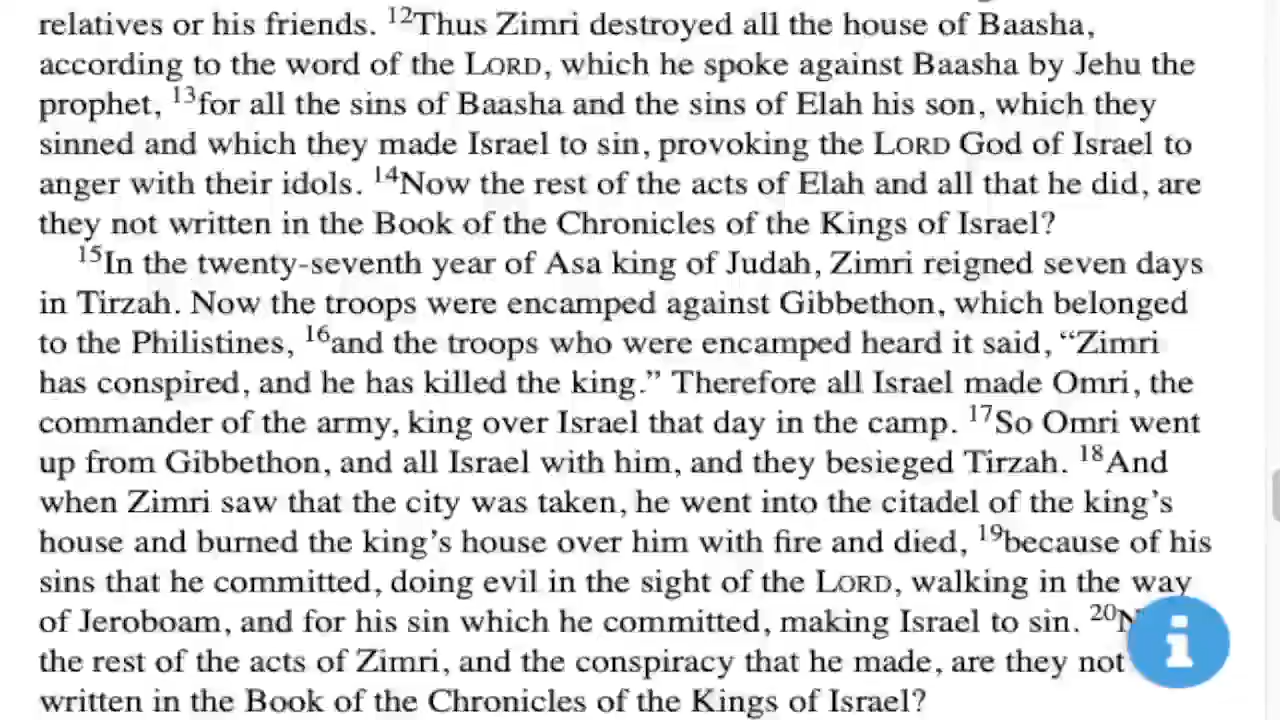 relatives or his friends. 12Thus Zimri destroyed all the house of Baasha,
according to the word of the LORD, which he spoke against Baasha by Jehu the
prophet, 13for all the sins of Baasha and the sins of Elah his son, which they
sinned and which they made Israel to sin, provoking the LORD God of Israel to
anger with their idols. 14Now the rest of the acts of Elah and all that he did, are
they not written in the Book of the Chronicles of the Kings of Israel?
15In the twenty-seventh year of Asa king of Judah, Zimri reigned seven days
in Tirzah. Now the troops were encamped against Gibbethon, which belonged
to the Philistines, 16and the troops who were encamped heard it said, “Zimri
has conspired, and he has killed the king.” Therefore all Israel made Omri, the
commander of the army, king over Israel that day in the camp. 17So Omri went
up from Gibbethon, and all Israel with him, and they besieged Tirzah. 18And
when Zimri saw that the city was taken, he went into the citadel of the king’s
house and burned the king’s house over him with fire and died, 19because of his
sins that he committed, doing evil in the sight of the LORD, walking in the way
of Jeroboam, and for his sin which he committed, making Israel to sin. 20
the rest of the acts of Zimri, and the conspiracy that he made, are they not
written in the Book of the Chronicles of the Kings of Israel?